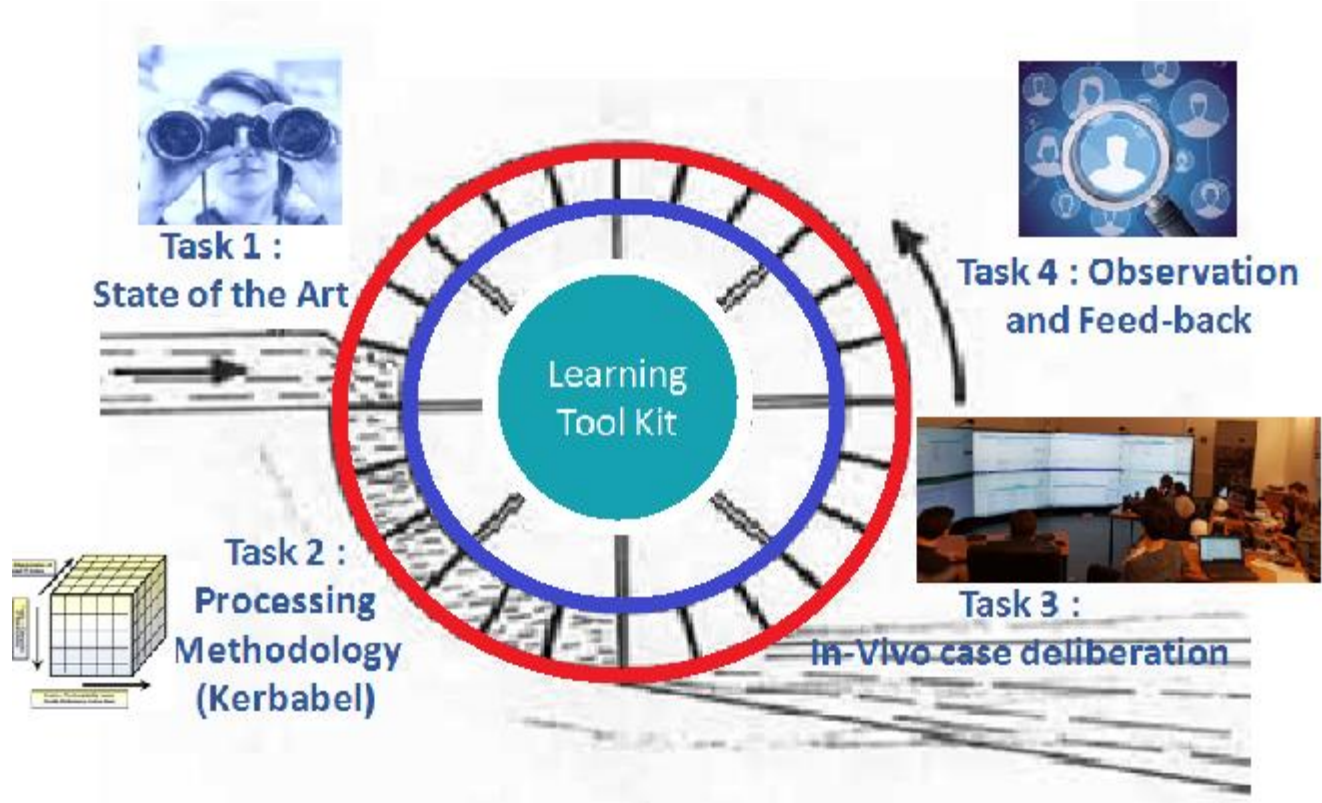 Task 1 :
State of the Art
Learning
Tool Kit
Task 4 : Observation
and Feed-back
Task 2 :
Processing
Methodology
(Kerbabel)
Task 3 :
In-Vivo case deliberation